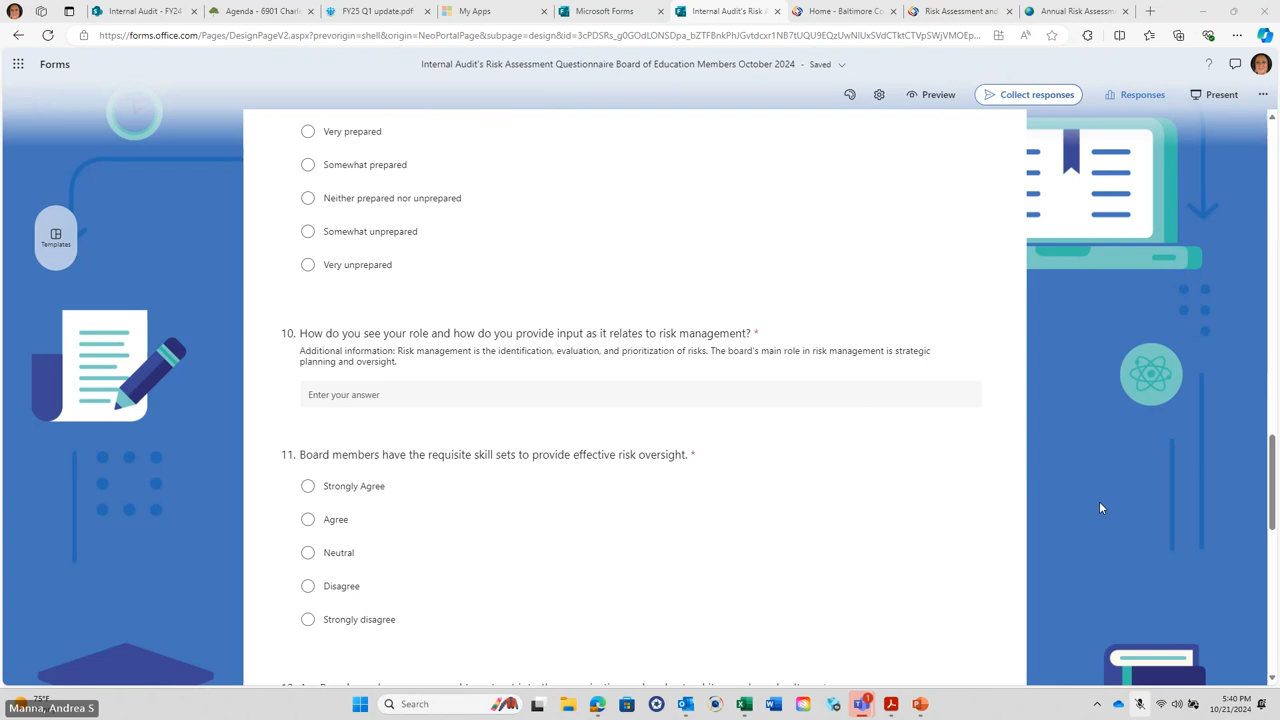 Internal Audit - FY24
Agenda - 6901 Charle
FY25 Q1 update.pdf
My Apps
Microsoft Forms
Internal Audit's Risk A
Home - Baltimore Co
Risk Assessment and
Annual Risk Assessme
Forms
Internal Audit's Risk Assessment Questionnaire Board of Education Members October 2024 - Saved
Preview
Collect responses
Responses
Present
Templates
Very prepared
Somewhat prepared
Neither prepared nor unprepared
Somewhat unprepared
Very unprepared
10. How do you see your role and how do you provide input as it relates to risk management? *
Additional information: Risk management is the identification, evaluation, and prioritization of risks. The board's main role in risk management is strategic
planning and oversight.
Enter your answer
11. Board members have the requisite skill sets to provide effective risk oversight. *
Strongly Agree
Agree
Neutral
Disagree
Strongly disagree
Manna, Andrea S
Search
5:40 PM
10/21/2024